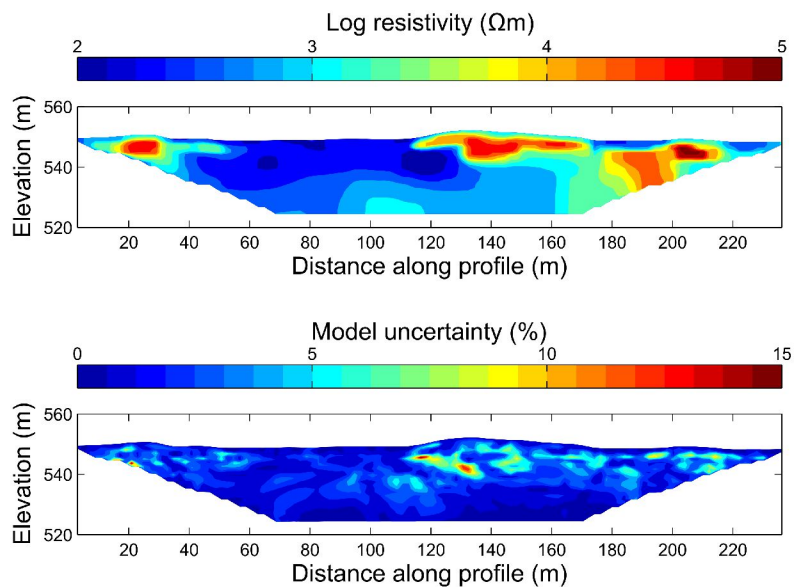 Log resistivity (Ωm)
2 3 4 5
Elevation (m)
560
540
520
20 40 60 80 100 120 140 160 180 200 220
Distance along profile (m)
Model uncertainty (%)
0 5 10 15
Elevation (m)
560
540
520
20 40 60 80 100 120 140 160 180 200 220
Distance along profile (m)